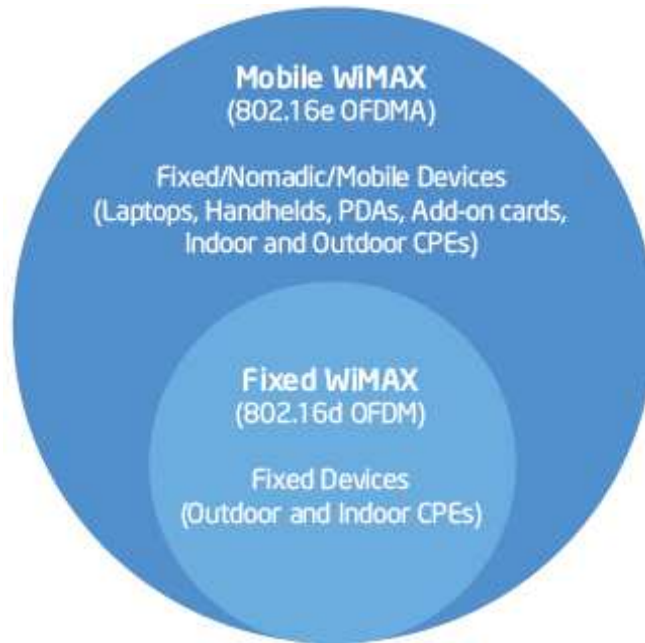 Mobile WiMAX
(802.16e OFDMA)
Fixed/Nomadic/Mobile Devices
(Laptops, Handhelds, PDAs, Add-on cards,
Indoor and Outdoor CPEs)
Fixed WiMAX
(802.16d OFDM)
Fixed Devices
(Outdoor and Indoor CPEs)